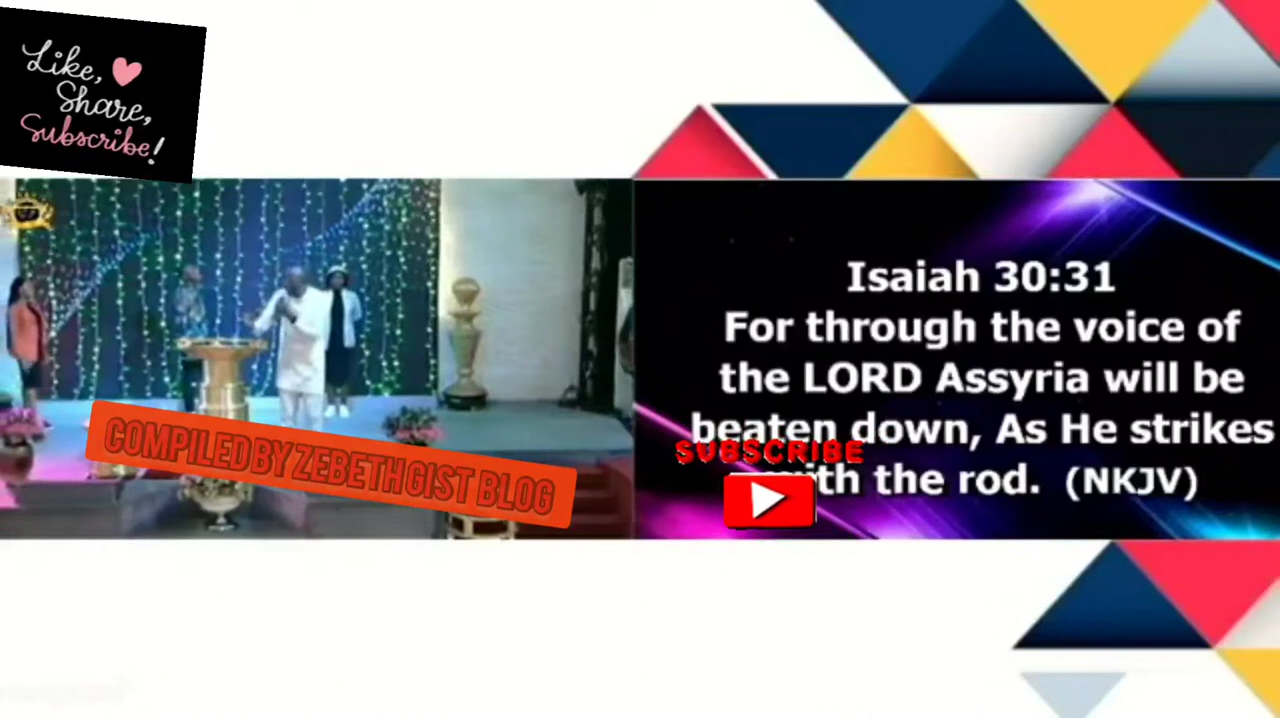 Like,
Share,
Subscribe!
COMPILED BY ZEBETH GIST BLOG
Isaiah 30:31
For through the voice of
the LORD Assyria will be
beaten down, As He strikes
with the rod. (NKJV)
SUBSCRIBE